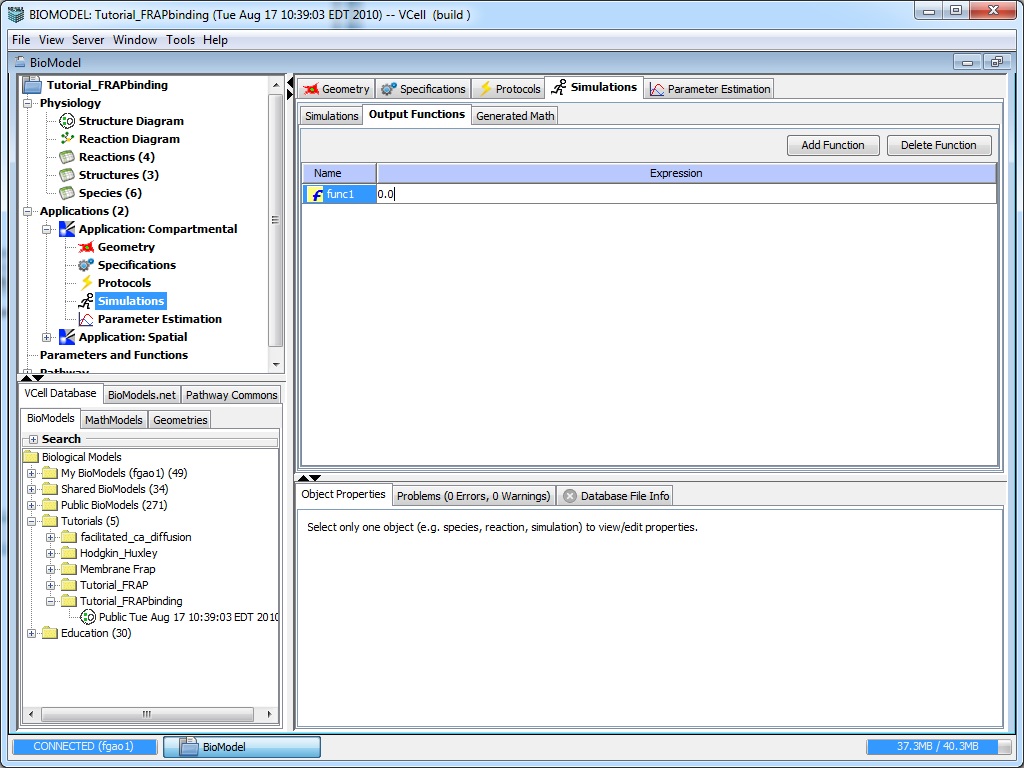 BIOMODEL: Tutorial_FRAPbinding (Tue Aug 17 10:39:03 EDT 2010) -- VCell (build )
File View Server Window Tools Help
BioModel
Tutorial_FRAPbinding
Physiology
Structure Diagram
Reaction Diagram
Reactions (4)
Structures (3)
Species (6)
Applications (2)
Application: Compartmental
Geometry
Specifications
Protocols
Simulations
Parameter Estimation
Application: Spatial
Parameters and Functions
Pathway
VCell Database BioModels.net Pathway Commons
BioModels MathModels Geometries
Search
Biological Models
My BioModels (fgao1) (49)
Shared BioModels (34)
Public BioModels (271)
Tutorials (5)
facilitated_ca_diffusion
Hodgkin_Huxley
Membrane Frap
Tutorial_FRAP
Tutorial_FRAPbinding
Public Tue Aug 17 10:39:03 EDT 2010
Education (30)
Geometry Specifications Protocols Simulations Parameter Estimation
Simulations Output Functions Generated Math
Add Function Delete Function
Name Expression
func1 0.0
Object Properties Problems (0 Errors, 0 Warnings) Database File Info
Select only one object (e.g. species, reaction, simulation) to view/edit properties.
CONNECTED (fgao1) BioModel 37.3MB / 40.3MB